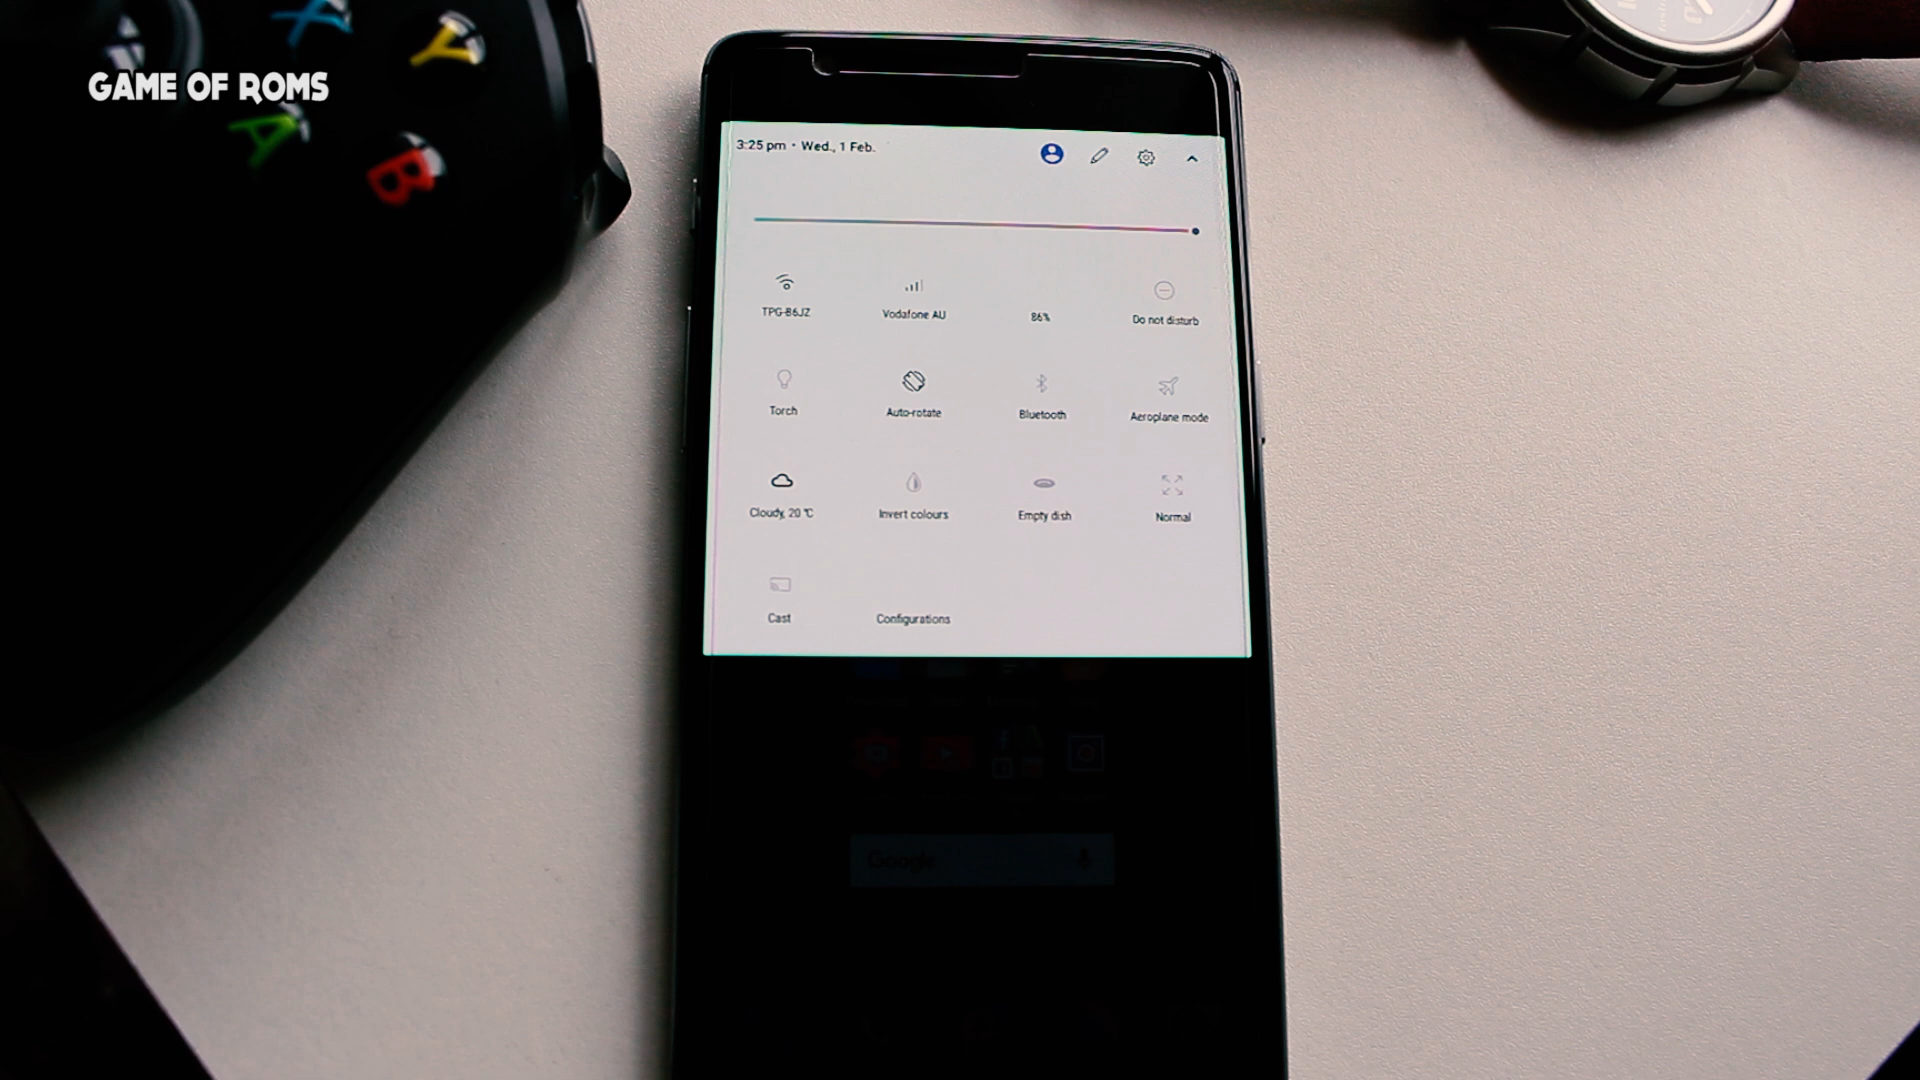 X
Y
A
B
GAME OF ROMS
3:25 pm • Wed., 1 Feb.
TPG-B6JZ
Vodafone AU
86%
Do not disturb
Torch
Auto-rotate
Bluetooth
Aeroplane mode
Cloudy, 20 °C
Invert colours
Empty dish
Normal
Cast
Configurations
Google